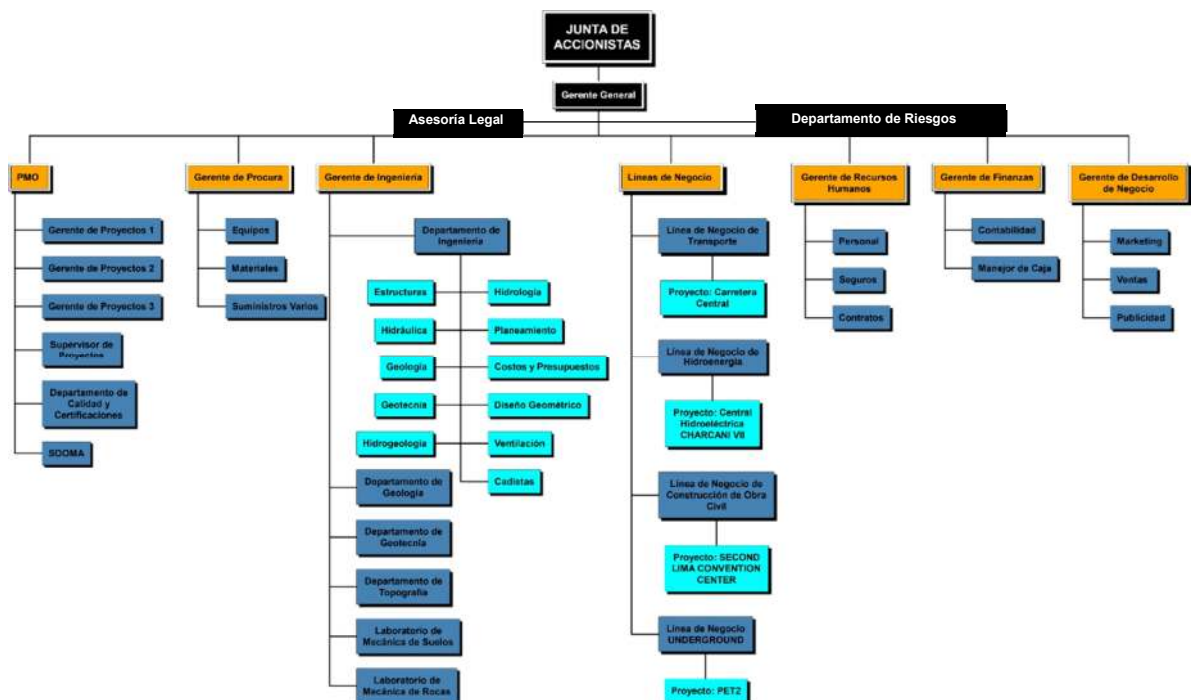 JUNTA DE
ACCIONISTAS
Gerente General
Asesoría Legal
Departamento de Riesgos
PMO
Gerente de Procura
Gerente de Ingeniería
Líneas de Negocio
Gerente de Recursos
Humanos
Gerente de Finanzas
Gerente de Desarrollo
de Negocio
Gerente de Proyectos 1
Gerente de Proyectos 2
Gerente de Proyectos 3
Supervisor de
Proyectos
Departamento de
Calidad y
Certificaciones
SOOMA
Equipos
Materiales
Suministros Varios
Departamento de
Ingeniería
Estructuras
Hidrología
Hidráulica
Planeamiento
Geología
Costos y Presupuestos
Geotecnia
Diseño Geométrico
Hidrogeología
Ventilación
Cadistas
Departamento de
Geología
Departamento de
Geotecnia
Departamento de
Topografía
Laboratorio de
Mecánica de Suelos
Laboratorio de
Mecánica de Rocas
Línea de Negocio de
Transporte
Proyecto: Carretera
Central
Línea de Negocio de
Hidroenergía
Proyecto: Central
Hidroeléctrica
CHARCANI VII
Línea de Negocio de
Construcción de Obra
Civil
Proyecto: SECOND
LIMA CONVENTION
CENTER
Línea de Negocio
UNDERGROUND
Proyecto: PET2
Personal
Seguros
Contratos
Contabilidad
Manejor de Caja
Marketing
Ventas
Publicidad